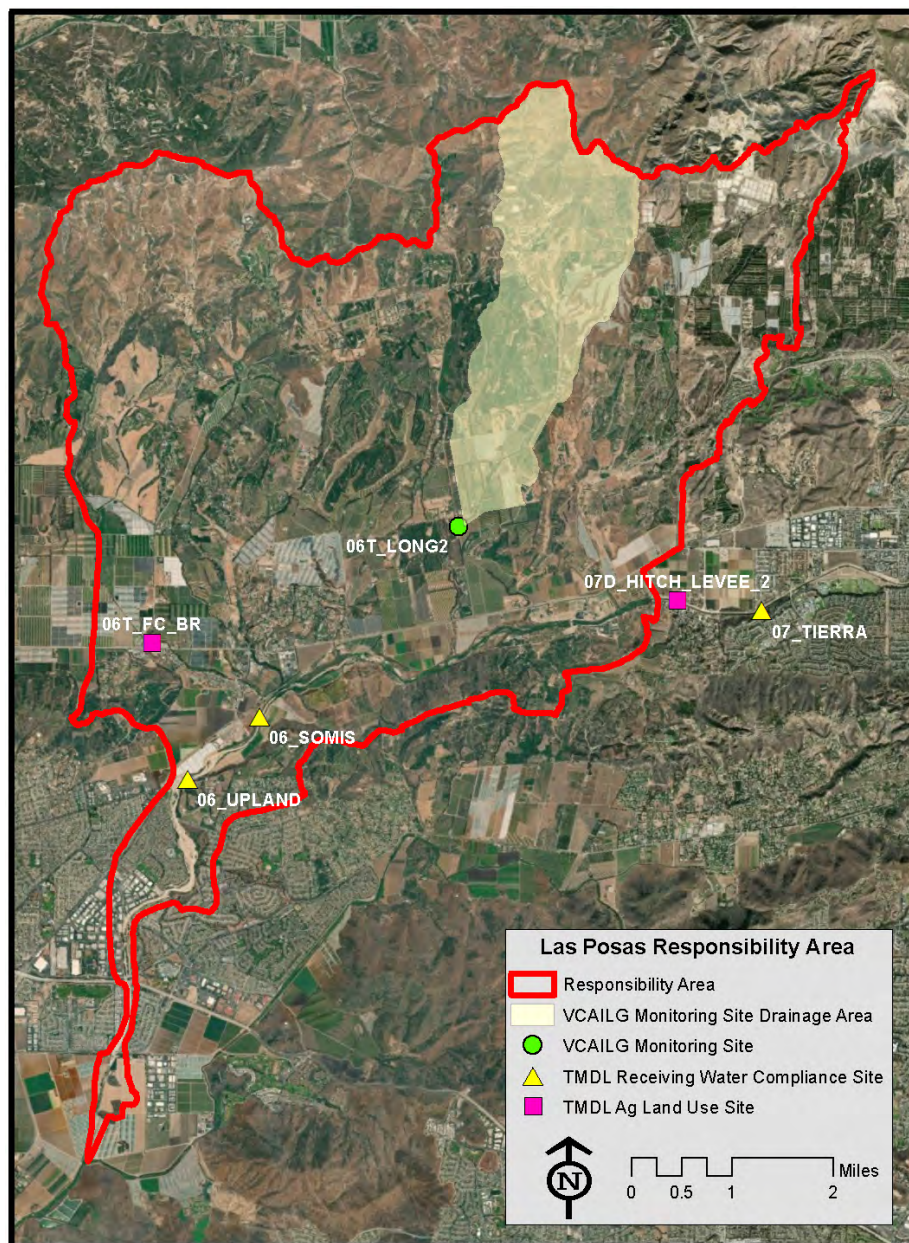 06T_LONG2
07D_HITCH_LEVEE_2
07_TIERRA
06T_FC_BR
06_SOMIS
06_UPLAND
Las Posas Responsibility Area
Responsibility Area
VCAILG Monitoring Site Drainage Area
VCAILG Monitoring Site
TMDL Receiving Water Compliance Site
TMDL Ag Land Use Site
N
Miles
0 0.5 1 2